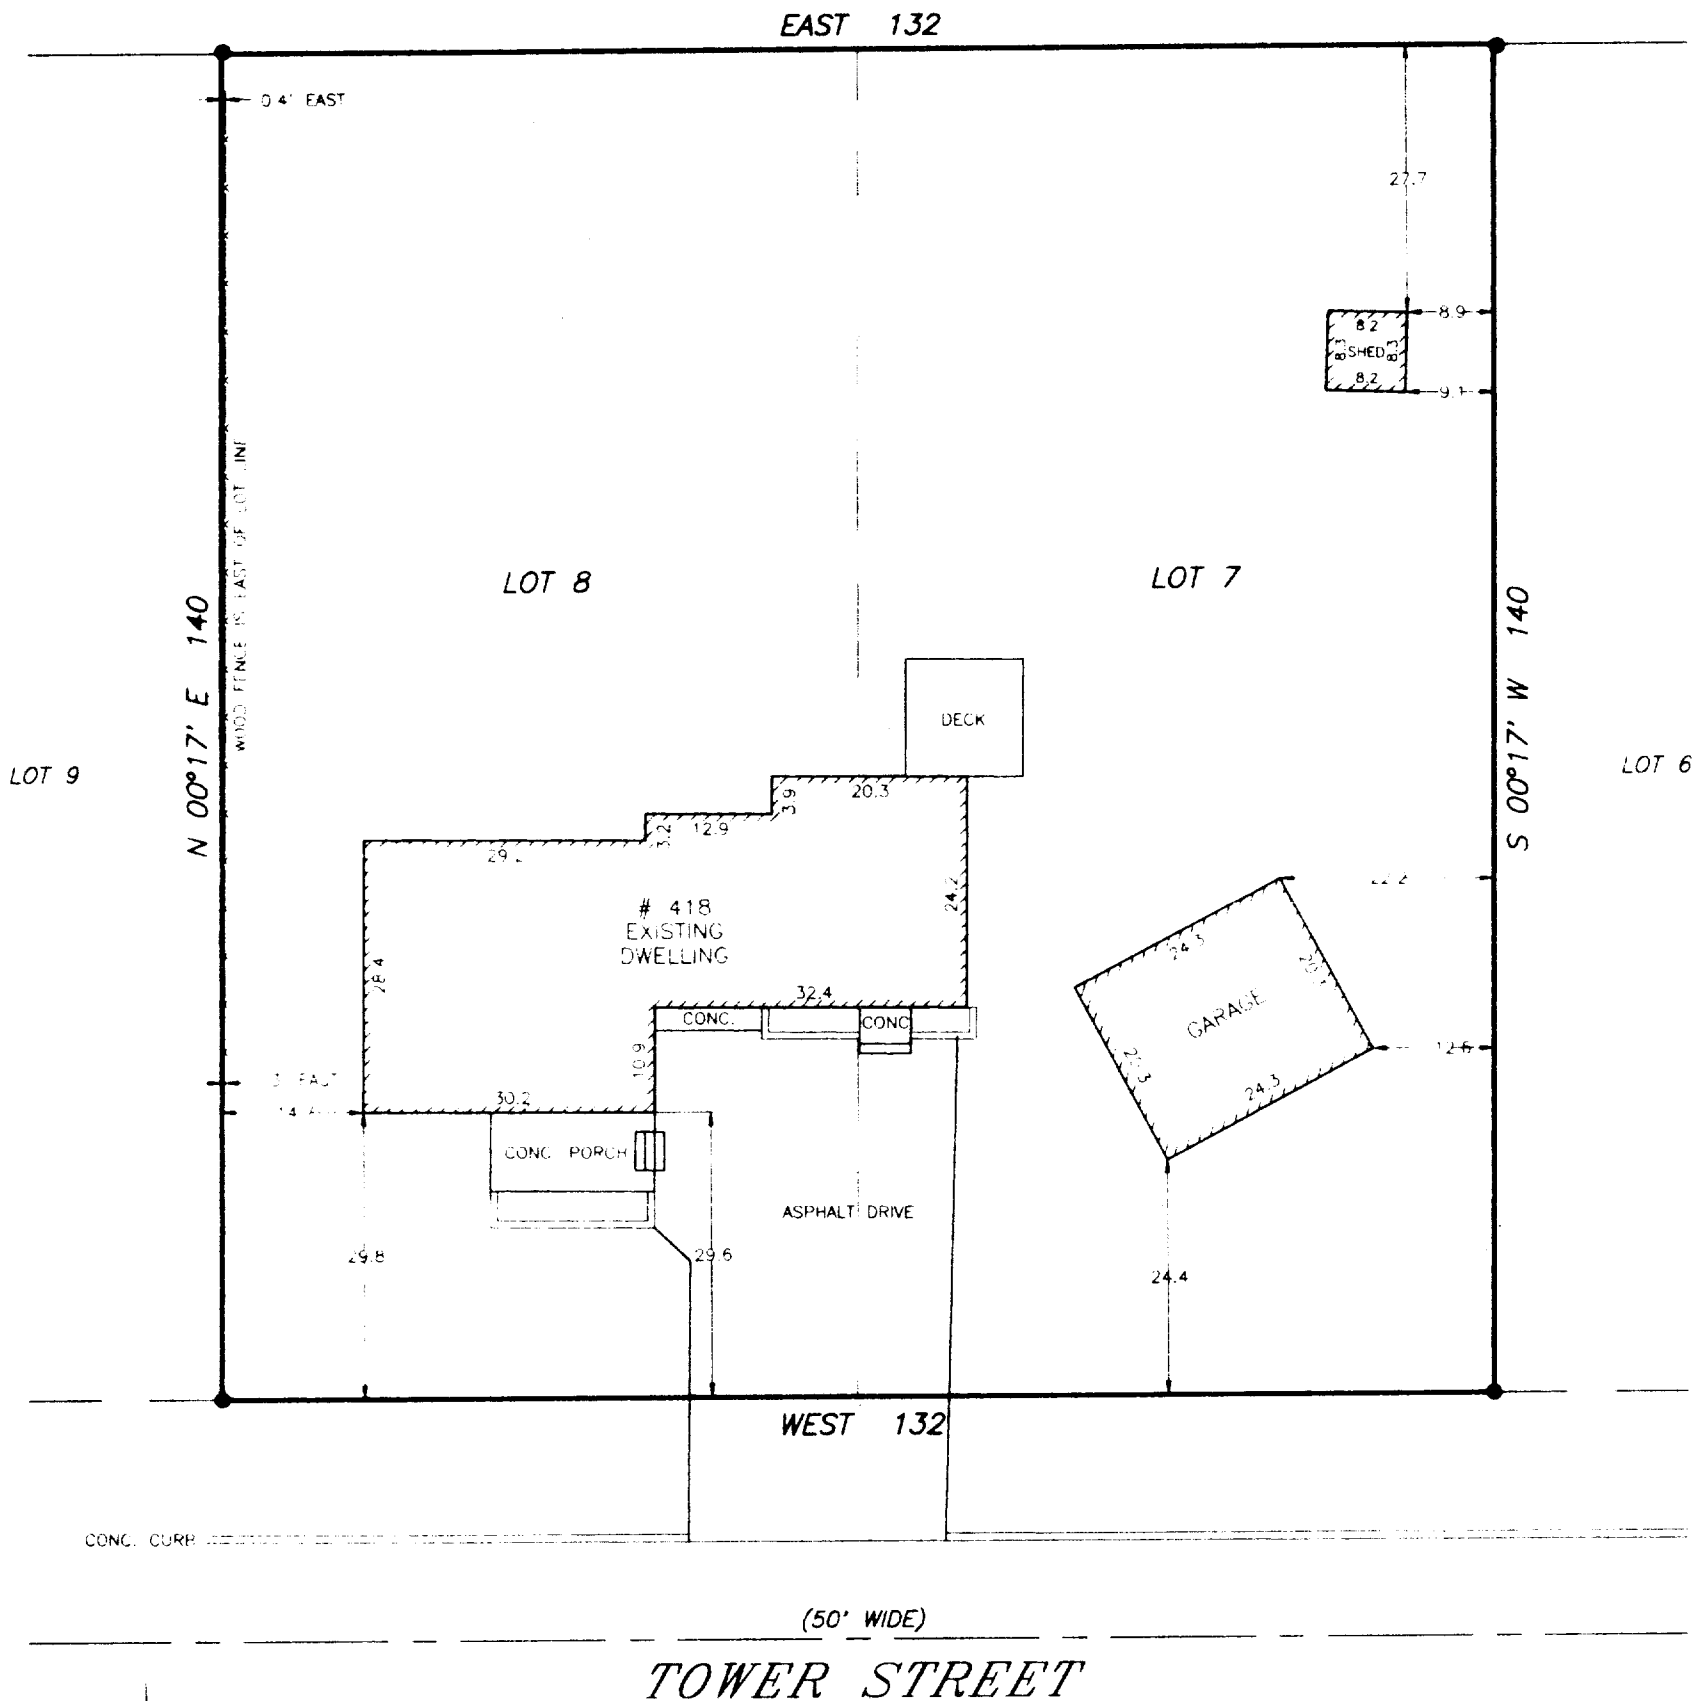 EAST 132
0.4' EAST
27.7
8.9
8.2
8.3
SHED
8.3
8.2
9.1
WOOD FENCE IS EAST OF LOT LINE
LOT 8
LOT 7
N 00°17' E 140
S 00°17' W 140
DECK
LOT 9
LOT 6
20.3
3.9
12.9
3.2
24.2
# 418
EXISTING
DWELLING
28.4
24.3
GARAGE
24.3
12.6
32.4
CONC.
CONC
10.9
EAST
30.2
CONC PORCH
ASPHALT DRIVE
29.8
29.6
24.4
WEST 132
CONC. CURB
(50' WIDE)
TOWER STREET